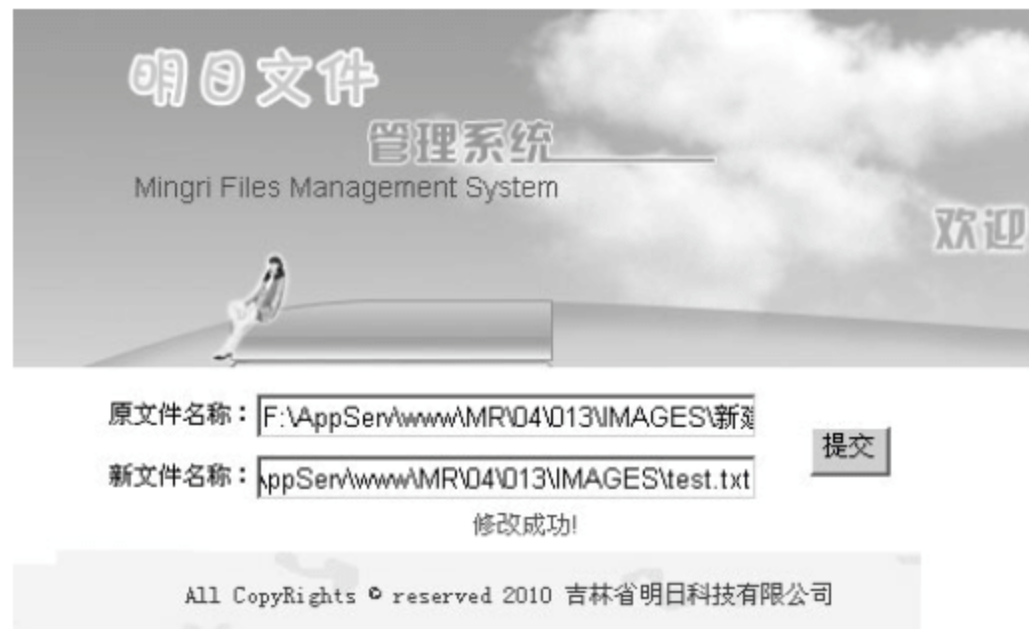 明日文件
管理系统
Mingri Files Management System
欢迎
原文件名称：F:\AppServ\www\MR\04\013\IMAGES\新建
提交
新文件名称：\ppServ\www\MR\04\013\IMAGES\test.txt
修改成功!
All CopyRights © reserved 2010 吉林省明日科技有限公司